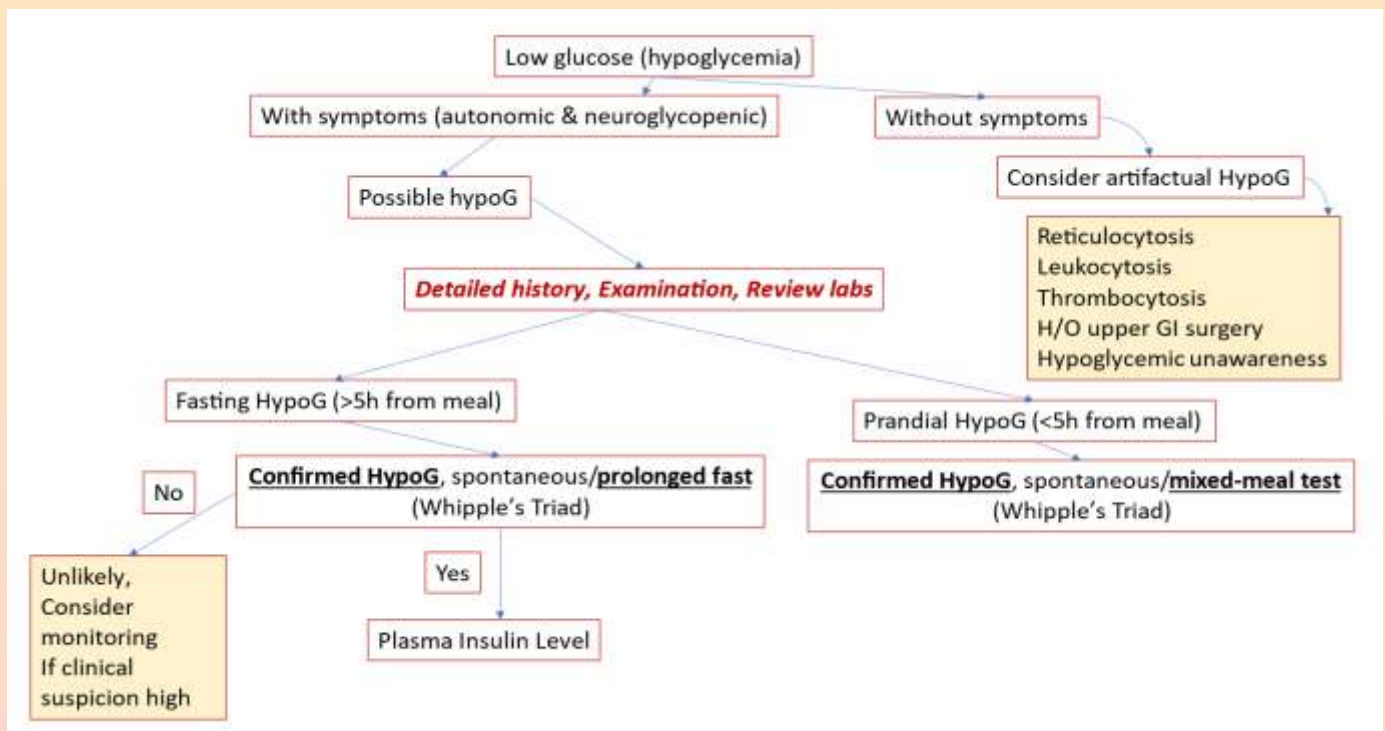 Low glucose (hypoglycemia)
With symptoms (autonomic & neuroglycopenic)
Without symptoms
Possible hypoG
Consider artifactual HypoG
Reticulocytosis
Leukocytosis
Thrombocytosis
H/O upper GI surgery
Hypoglycemic unawareness
Detailed history, Examination, Review labs
Fasting HypoG (>5h from meal)
Prandial HypoG (<5h from meal)
No
Confirmed HypoG, spontaneous/prolonged fast
(Whipple's Triad)
Confirmed HypoG, spontaneous/mixed-meal test
(Whipple's Triad)
Unlikely,
Consider
monitoring
If clinical
suspicion high
Yes
Plasma Insulin Level